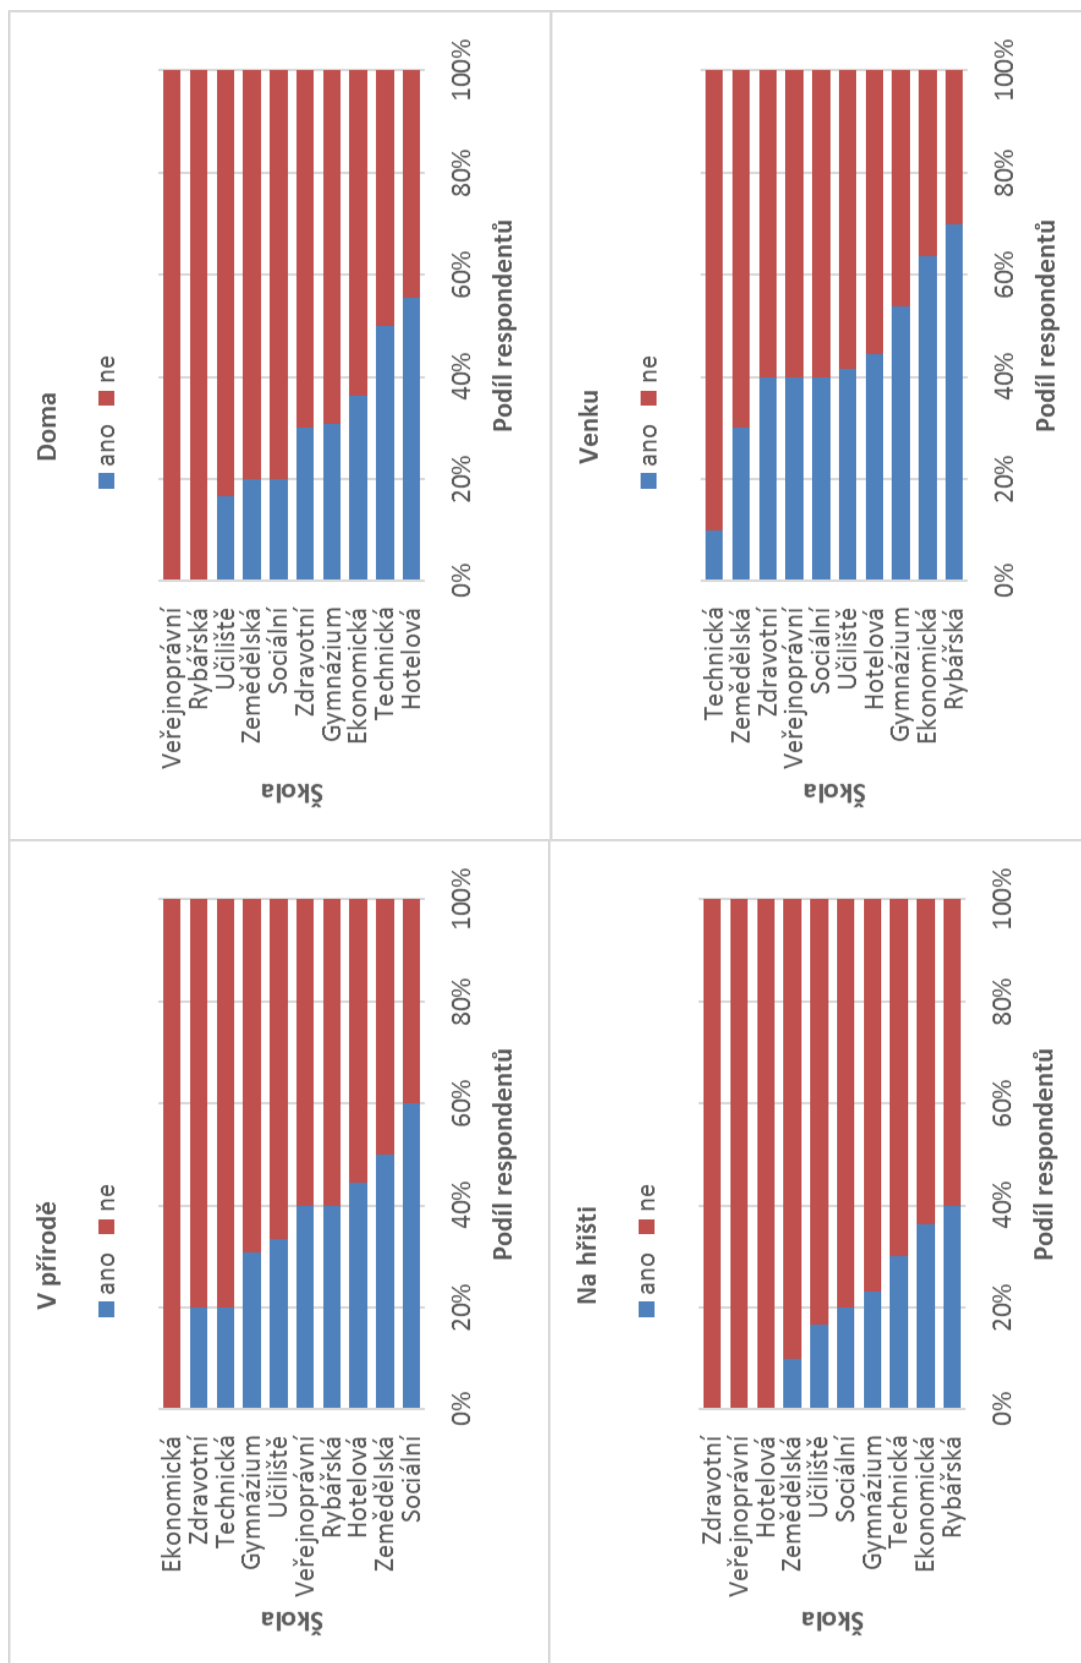 V přírodě
ano
ne
Škola
Ekonomická
Zdravotní
Technická
Gymnázium
Učiliště
Veřejnoprávní
Rybářská
Hotelová
Zemědělská
Sociální
0% 20% 40% 60% 80% 100%
Podíl respondentů
Doma
ano
ne
Škola
Veřejnoprávní
Rybářská
Učiliště
Zemědělská
Sociální
Zdravotní
Gymnázium
Ekonomická
Technická
Hotelová
0% 20% 40% 60% 80% 100%
Podíl respondentů
Na hřišti
ano
ne
Škola
Zdravotní
Veřejnoprávní
Hotelová
Zemědělská
Učiliště
Sociální
Gymnázium
Technická
Ekonomická
Rybářská
0% 20% 40% 60% 80% 100%
Podíl respondentů
Venku
ano
ne
Škola
Technická
Zemědělská
Zdravotní
Veřejnoprávní
Sociální
Učiliště
Hotelová
Gymnázium
Ekonomická
Rybářská
0% 20% 40% 60% 80% 100%
Podíl respondentů